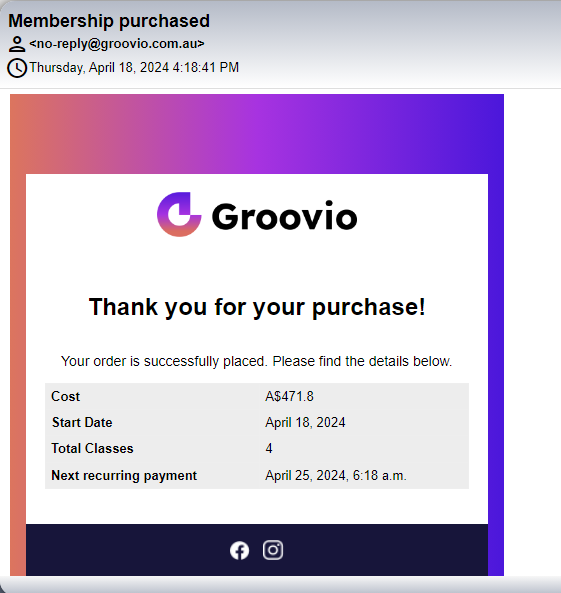 Membership purchased
<no-reply@groovio.com.au>
Thursday, April 18, 2024 4:18:41 PM
Groovio
Thank you for your purchase!
Your order is successfully placed. Please find the details below.
Cost A$471.8
Start Date April 18, 2024
Total Classes 4
Next recurring payment April 25, 2024, 6:18 a.m.